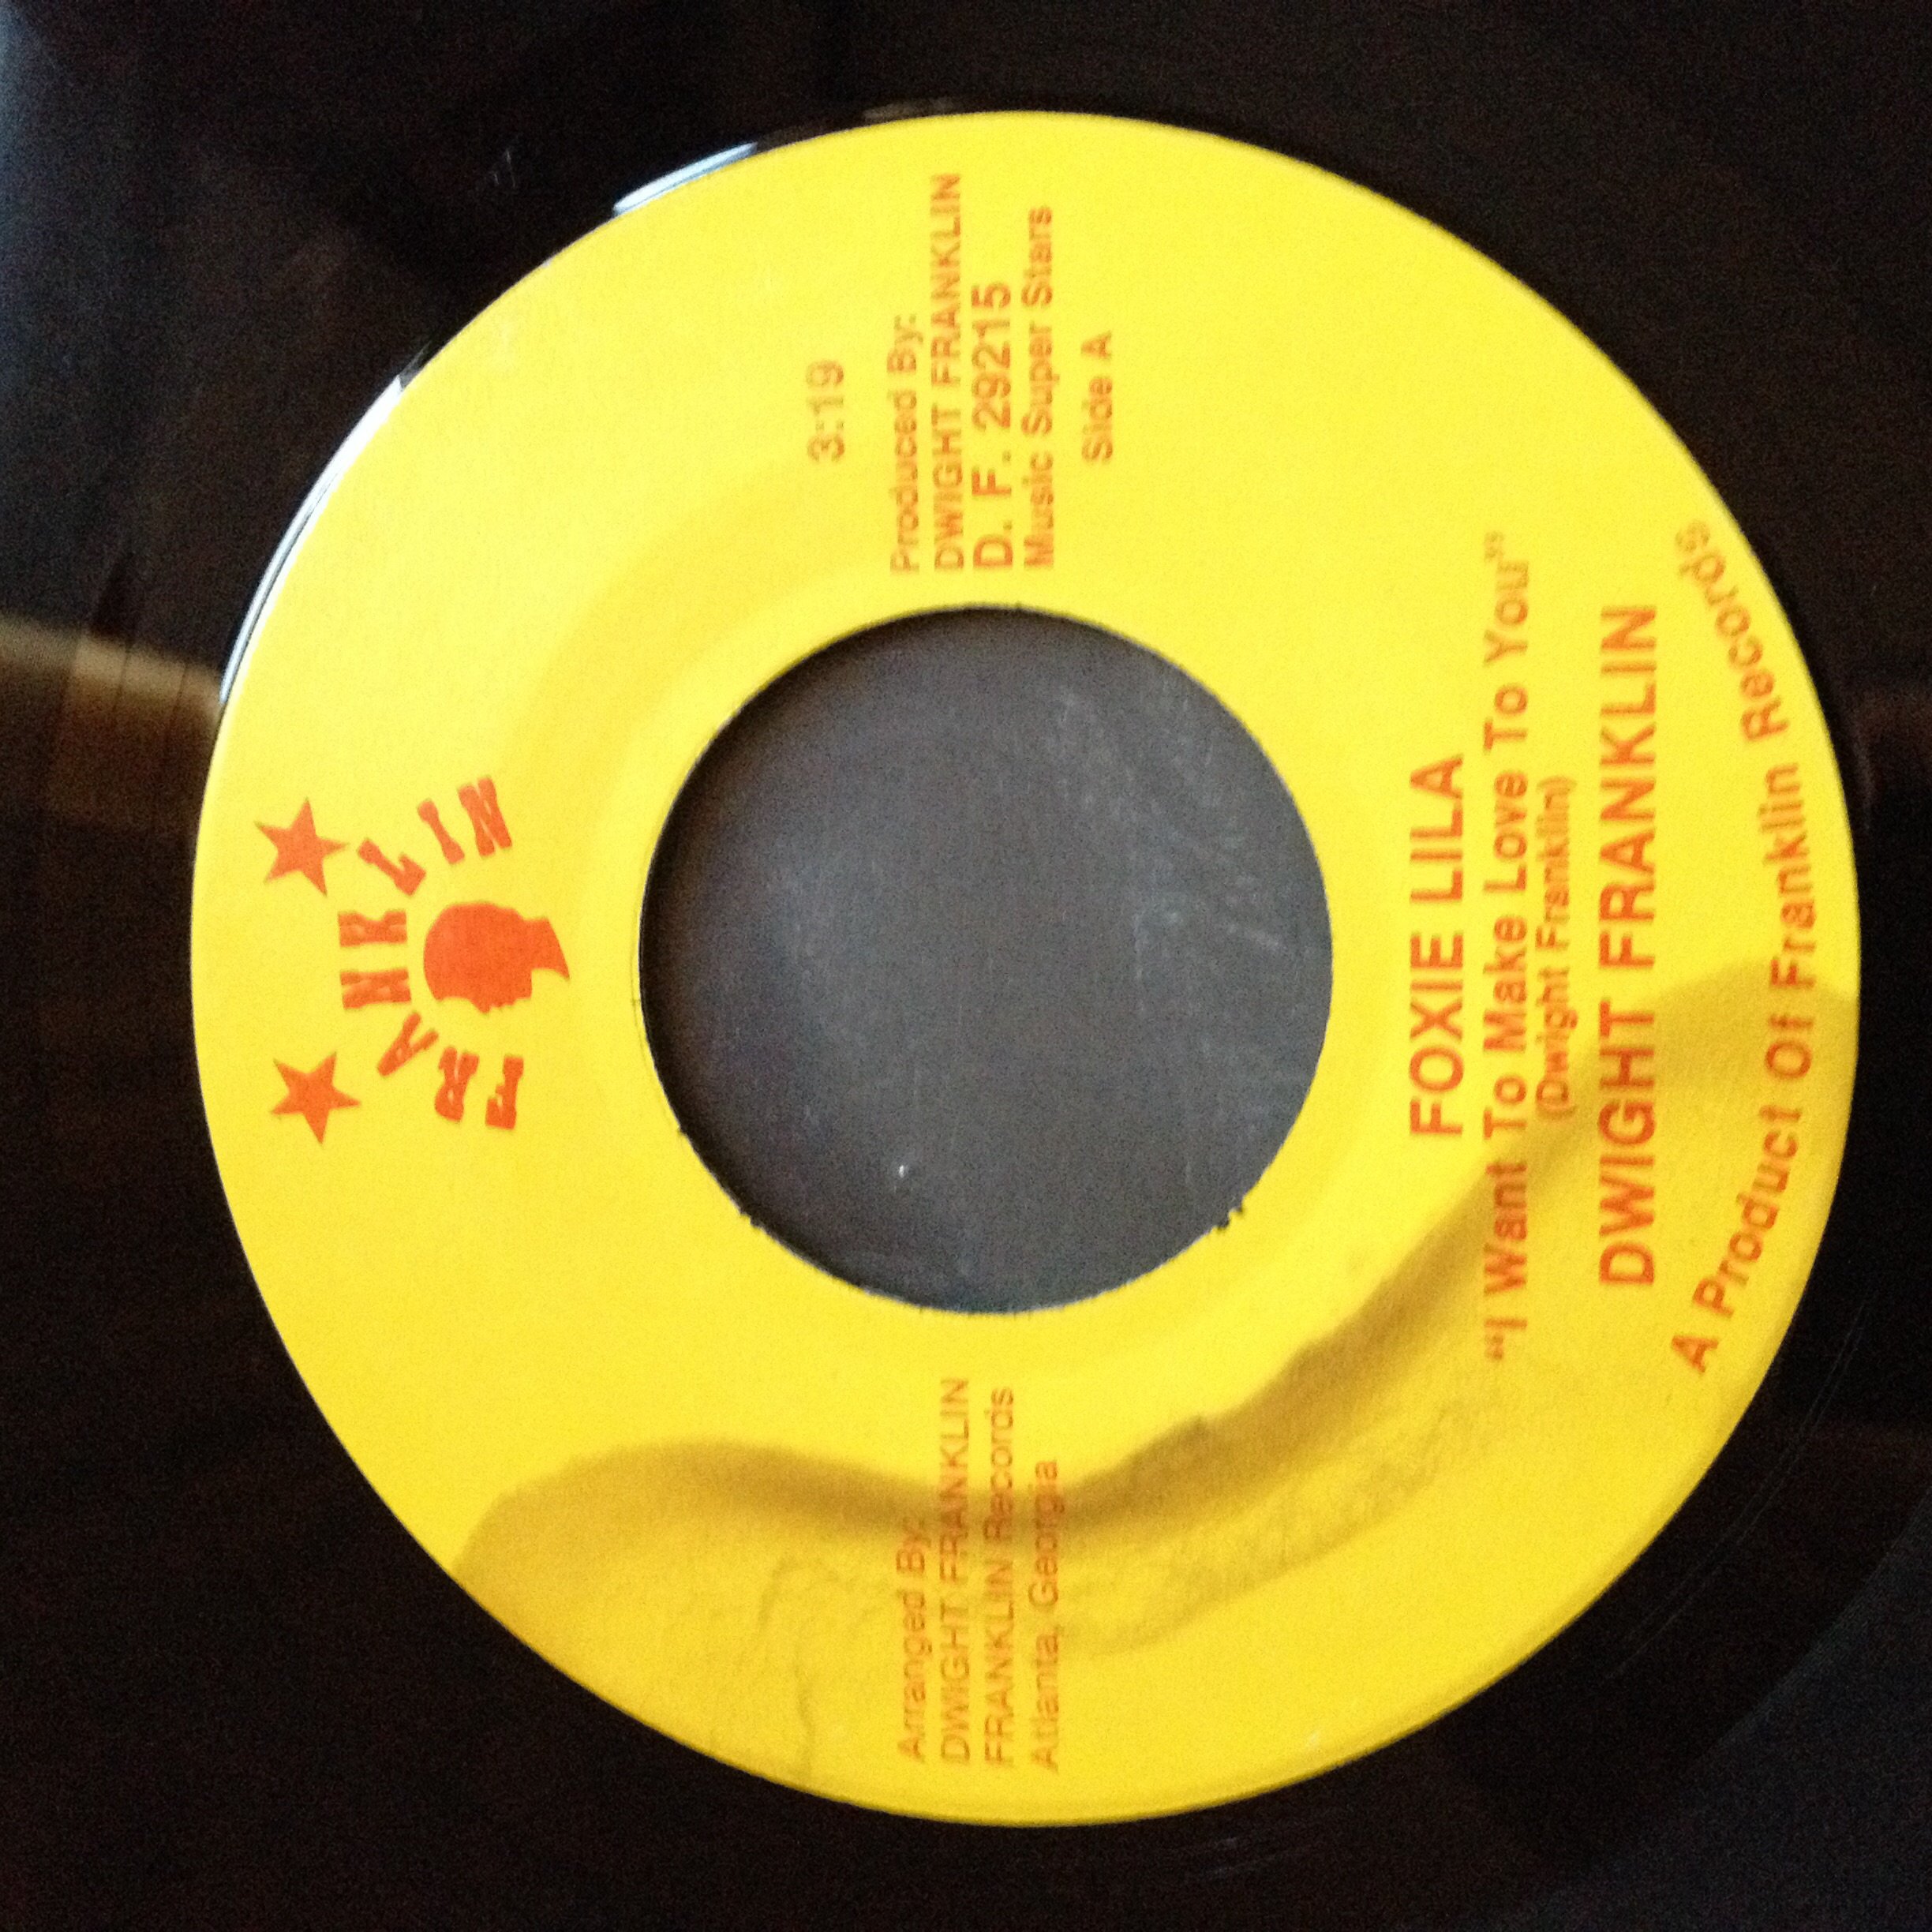 FRANKLIN
Arranged By:
DWIGHT FRANKLIN
FRANKLIN Records
Atlanta, Georgia
3:19
Produced By:
DWIGHT FRANKLIN
D. F. 29215
Music Super Stars
Side A
FOXIE LILA
"I Want To Make Love To You"
(Dwight Franklin)
DWIGHT FRANKLIN
A Product Of Franklin Records